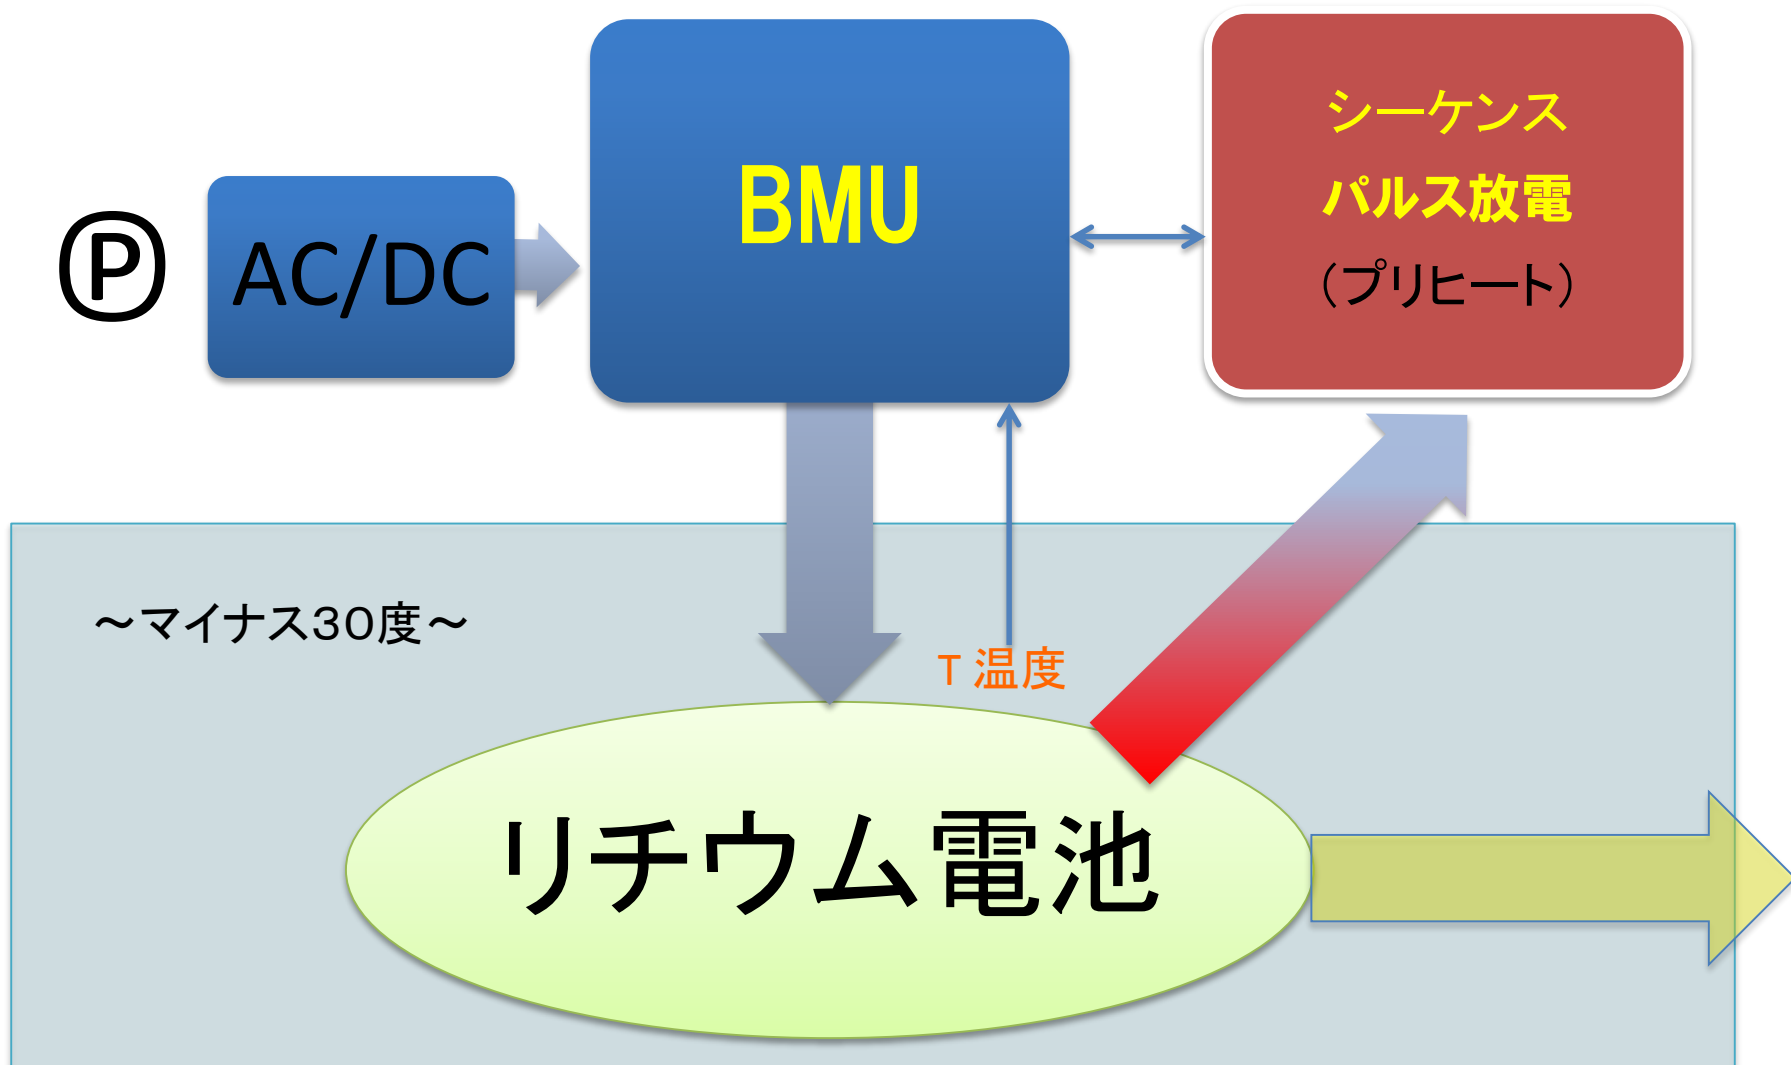 Ⓟ
AC/DC
BMU
シーケンス
パルス放電
（プリヒート）
～マイナス３０度～
T 温度
リチウム電池